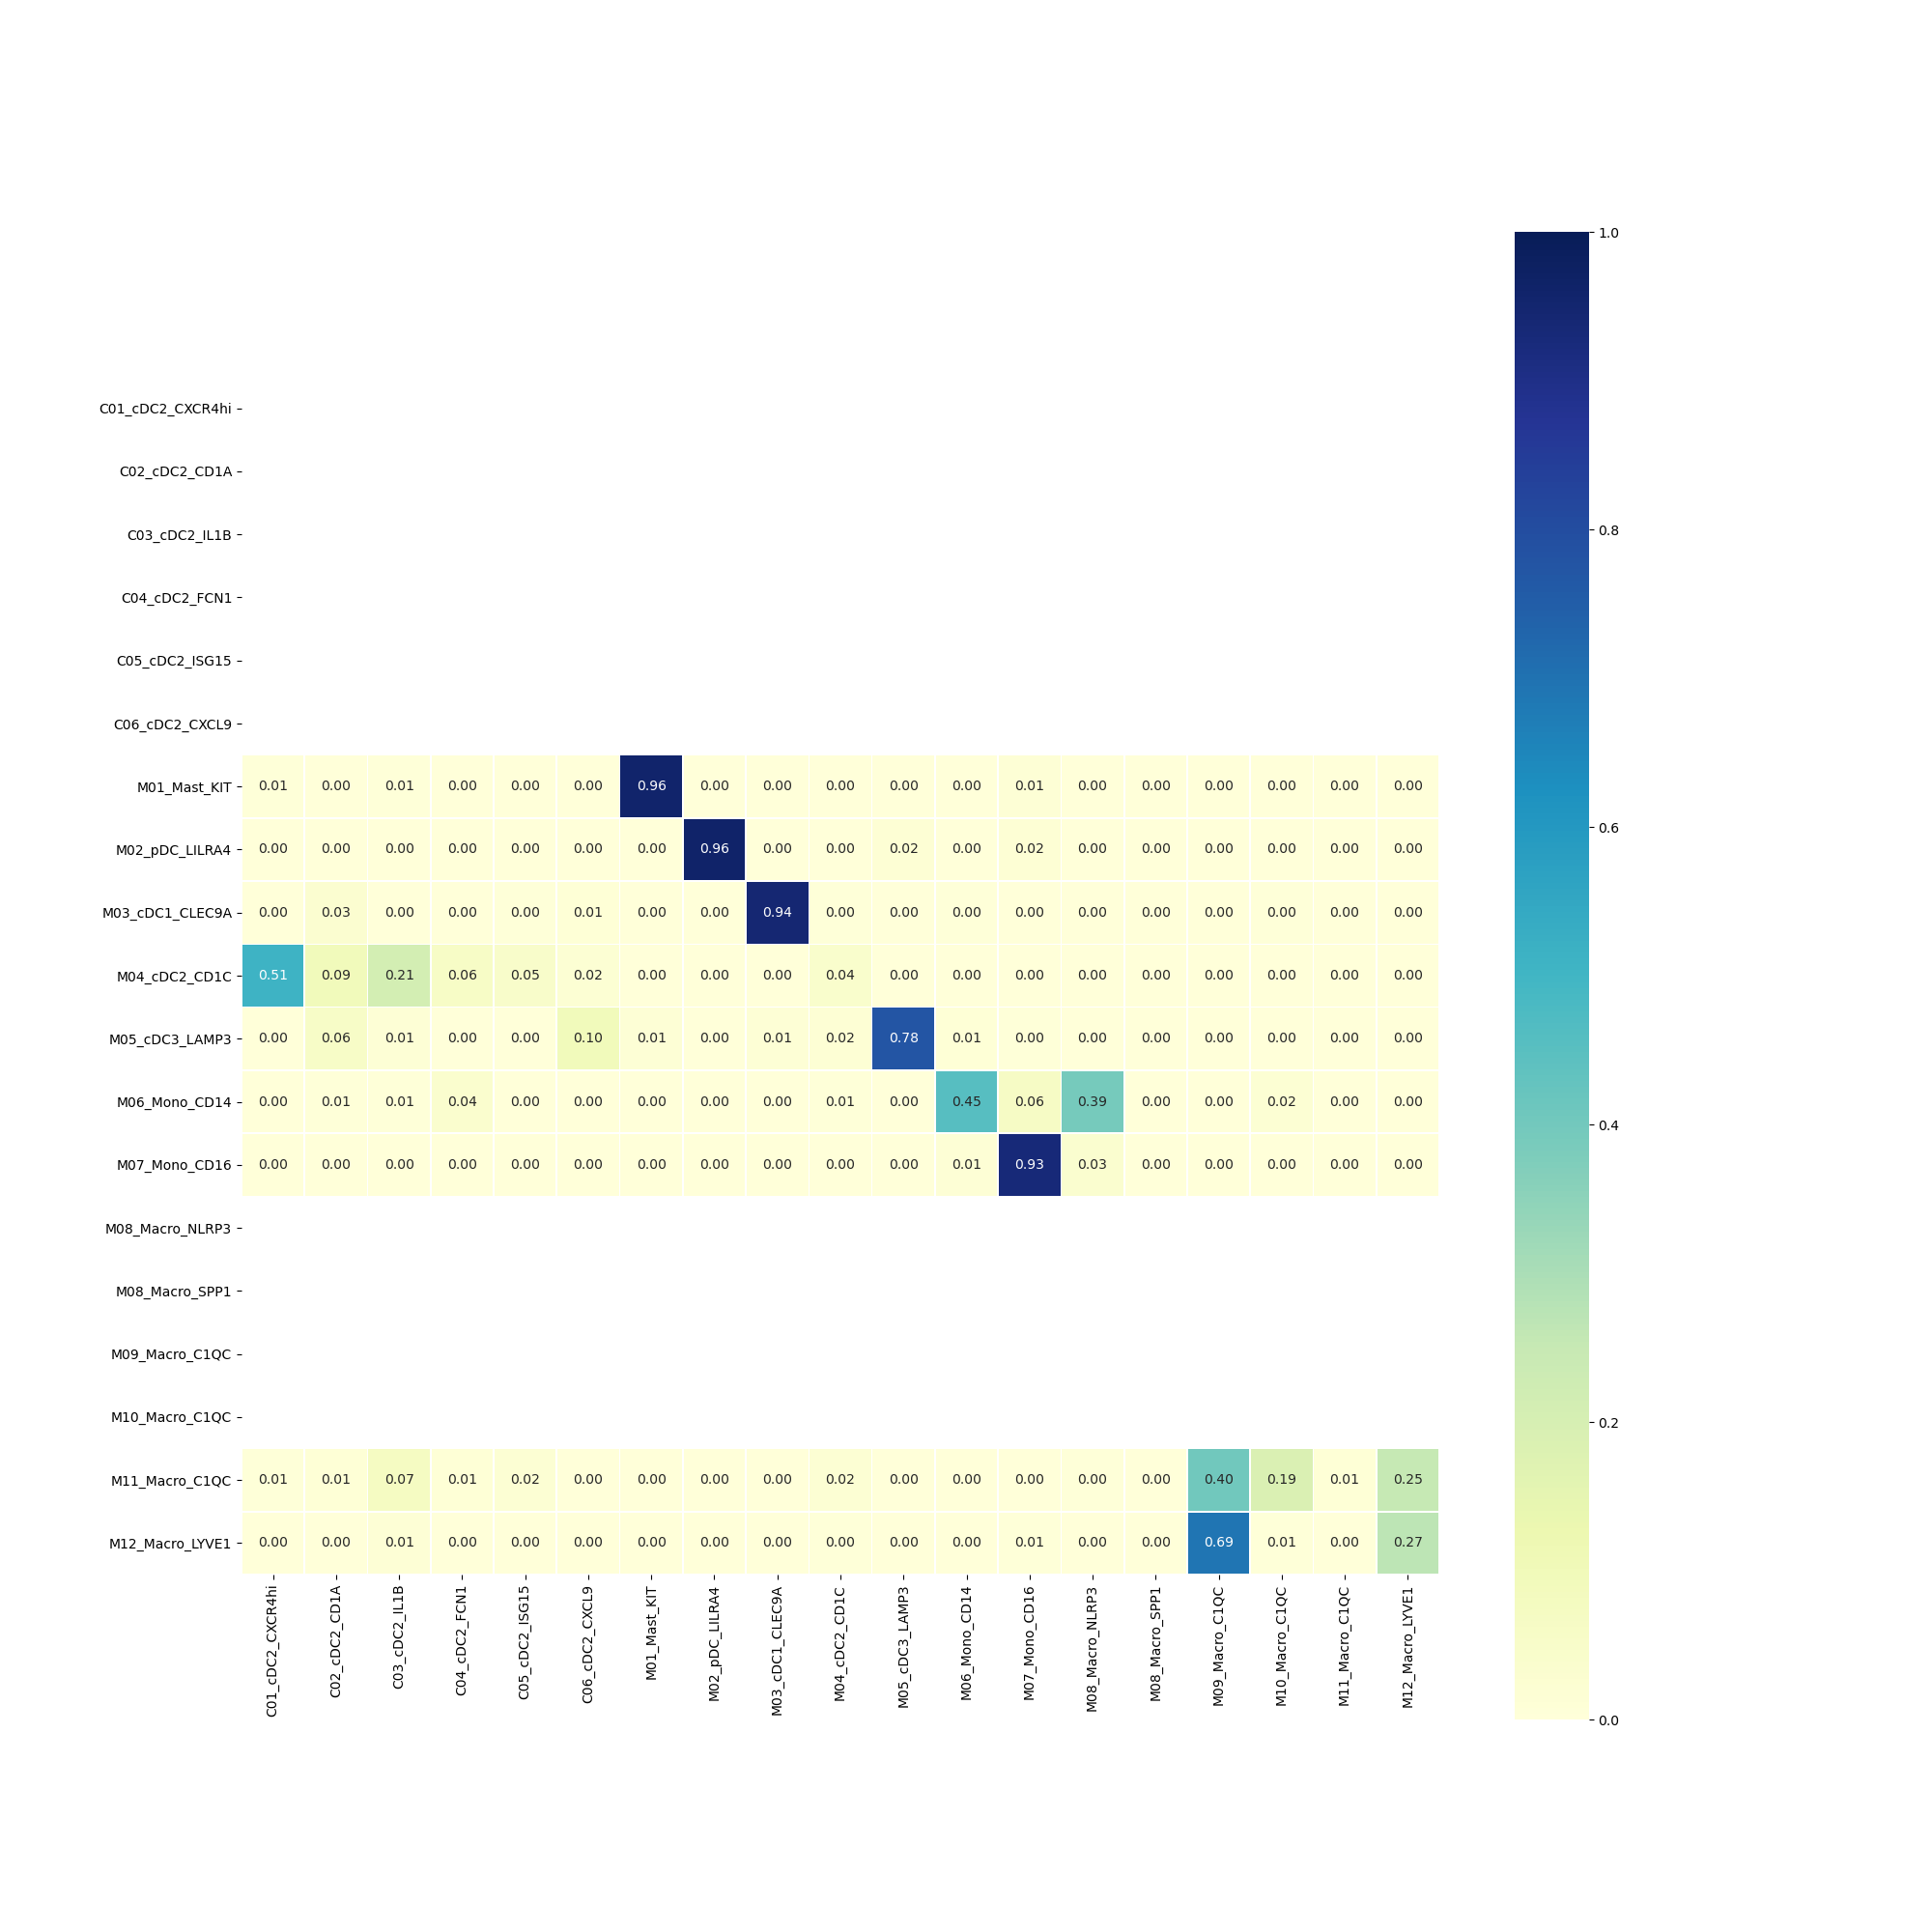 1.0
0.8
0.6
0.4
0.2
0.0
C01_cDC2_CXCR4hi
C02_cDC2_CD1A
C03_cDC2_IL1B
C04_cDC2_FCN1
C05_cDC2_ISG15
C06_cDC2_CXCL9
M01_Mast_KIT 0.01 0.00 0.01 0.00 0.00 0.00 0.96 0.00 0.00 0.00 0.00 0.00 0.01 0.00 0.00 0.00 0.00 0.00 0.00
M02_pDC_LILRA4 0.00 0.00 0.00 0.00 0.00 0.00 0.00 0.96 0.00 0.00 0.02 0.00 0.02 0.00 0.00 0.00 0.00 0.00 0.00
M03_cDC1_CLEC9A 0.00 0.03 0.00 0.00 0.00 0.01 0.00 0.00 0.94 0.00 0.00 0.00 0.00 0.00 0.00 0.00 0.00 0.00 0.00
M04_cDC2_CD1C 0.51 0.09 0.21 0.06 0.05 0.02 0.00 0.00 0.00 0.04 0.00 0.00 0.00 0.00 0.00 0.00 0.00 0.00 0.00
M05_cDC3_LAMP3 0.00 0.06 0.01 0.00 0.00 0.10 0.01 0.00 0.01 0.02 0.78 0.01 0.00 0.00 0.00 0.00 0.00 0.00 0.00
M06_Mono_CD14 0.00 0.01 0.01 0.04 0.00 0.00 0.00 0.00 0.00 0.01 0.00 0.45 0.06 0.39 0.00 0.00 0.02 0.00 0.00
M07_Mono_CD16 0.00 0.00 0.00 0.00 0.00 0.00 0.00 0.00 0.00 0.00 0.00 0.01 0.93 0.03 0.00 0.00 0.00 0.00 0.00
M08_Macro_NLRP3
M08_Macro_SPP1
M09_Macro_C1QC
M10_Macro_C1QC
M11_Macro_C1QC 0.01 0.01 0.07 0.01 0.02 0.00 0.00 0.00 0.00 0.02 0.00 0.00 0.00 0.00 0.00 0.40 0.19 0.01 0.25
M12_Macro_LYVE1 0.00 0.00 0.01 0.00 0.00 0.00 0.00 0.00 0.00 0.00 0.00 0.00 0.01 0.00 0.00 0.69 0.01 0.00 0.27
C01_cDC2_CXCR4hi
C02_cDC2_CD1A
C03_cDC2_IL1B
C04_cDC2_FCN1
C05_cDC2_ISG15
C06_cDC2_CXCL9
M01_Mast_KIT
M02_pDC_LILRA4
M03_cDC1_CLEC9A
M04_cDC2_CD1C
M05_cDC3_LAMP3
M06_Mono_CD14
M07_Mono_CD16
M08_Macro_NLRP3
M08_Macro_SPP1
M09_Macro_C1QC
M10_Macro_C1QC
M11_Macro_C1QC
M12_Macro_LYVE1